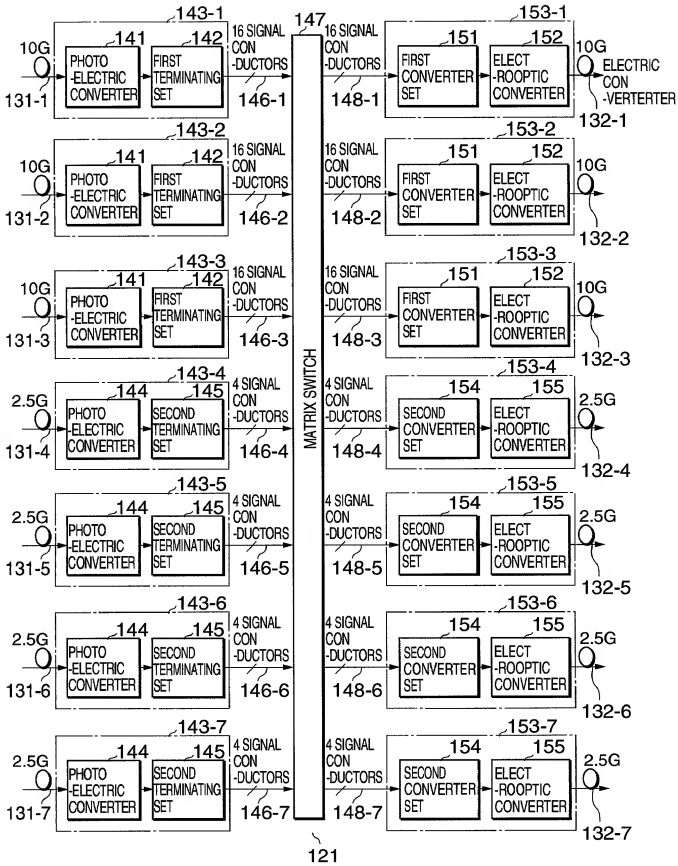 143-1
16 SIGNAL
CON
-DUCTORS
147
16 SIGNAL
CON
-DUCTORS
153-1
10G
141
142
151
152
10G
PHOTO
-ELECTRIC
CONVERTER
FIRST
TERMINATING
SET
FIRST
CONVERTER
SET
ELECT
-ROOPTIC
CONVERTER
ELECTRIC
CON
-VERTERTER
131-1
146-1
148-1
132-1
143-2
16 SIGNAL
CON
-DUCTORS
16 SIGNAL
CON
-DUCTORS
153-2
10G
141
142
151
152
10G
PHOTO
-ELECTRIC
CONVERTER
FIRST
TERMINATING
SET
FIRST
CONVERTER
SET
ELECT
-ROOPTIC
CONVERTER
131-2
146-2
148-2
132-2
143-3
16 SIGNAL
CON
-DUCTORS
16 SIGNAL
CON
-DUCTORS
153-3
10G
141
142
151
152
10G
PHOTO
-ELECTRIC
CONVERTER
FIRST
TERMINATING
SET
FIRST
CONVERTER
SET
ELECT
-ROOPTIC
CONVERTER
131-3
146-3
148-3
132-3
MATRIX SWITCH
143-4
4 SIGNAL
CON
-DUCTORS
4 SIGNAL
CON
-DUCTORS
153-4
2.5G
144
145
154
155
2.5G
PHOTO
-ELECTRIC
CONVERTER
SECOND
TERMINATING
SET
SECOND
CONVERTER
SET
ELECT
-ROOPTIC
CONVERTER
131-4
146-4
148-4
132-4
143-5
4 SIGNAL
CON
-DUCTORS
4 SIGNAL
CON
-DUCTORS
153-5
2.5G
144
145
154
155
2.5G
PHOTO
-ELECTRIC
CONVERTER
SECOND
TERMINATING
SET
SECOND
CONVERTER
SET
ELECT
-ROOPTIC
CONVERTER
131-5
146-5
148-5
132-5
143-6
4 SIGNAL
CON
-DUCTORS
4 SIGNAL
CON
-DUCTORS
153-6
2.5G
144
145
154
155
2.5G
PHOTO
-ELECTRIC
CONVERTER
SECOND
TERMINATING
SET
SECOND
CONVERTER
SET
ELECT
-ROOPTIC
CONVERTER
131-6
146-6
148-6
132-6
143-7
4 SIGNAL
CON
-DUCTORS
4 SIGNAL
CON
-DUCTORS
153-7
2.5G
144
145
154
155
2.5G
PHOTO
-ELECTRIC
CONVERTER
SECOND
TERMINATING
SET
SECOND
CONVERTER
SET
ELECT
-ROOPTIC
CONVERTER
131-7
146-7
148-7
132-7
121